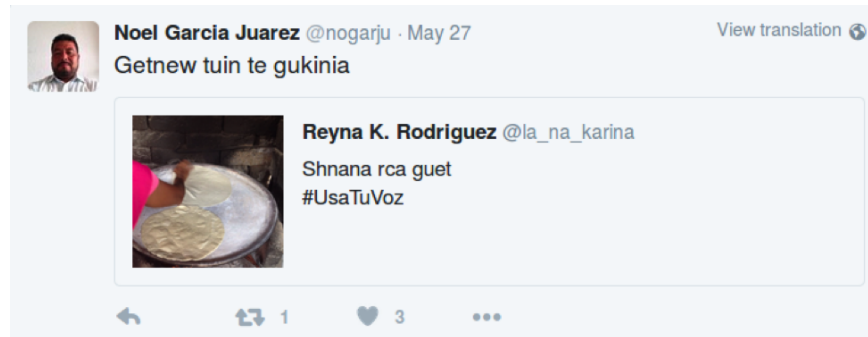 Noel Garcia Juarez @nogarju · May 27
View translation
Getnew tuin te gukinia
Reyna K. Rodriguez @la_na_karina
Shnana rca guet
#UsaTuVoz
1
3